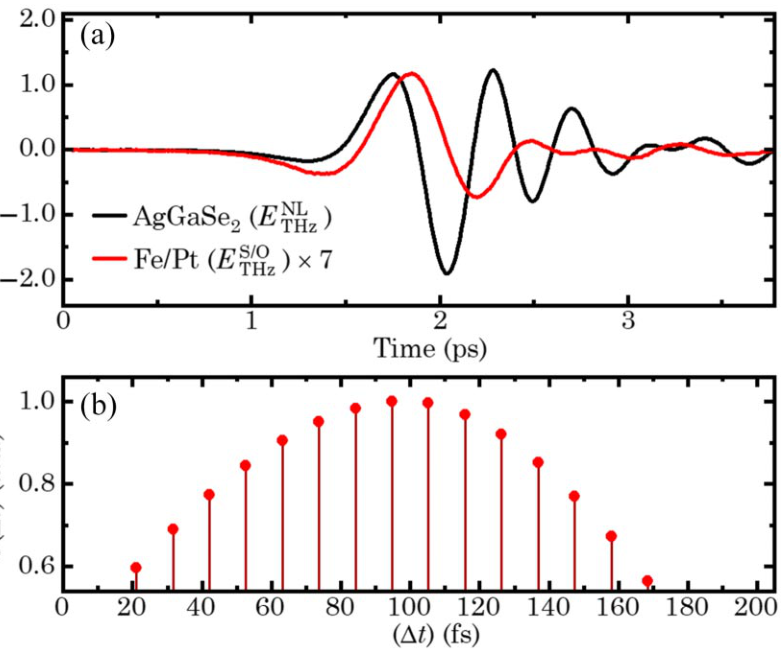 2.0
(a)
1.0
0.0
−1.0
−2.0
AgGaSe₂ (E^NL_THz)
Fe/Pt (E^S/O_THz) × 7
0 1 2 3
Time (ps)
(b)
1.0
0.8
0.6
0 20 40 60 80 100 120 140 160 180 200
(Δt) (fs)